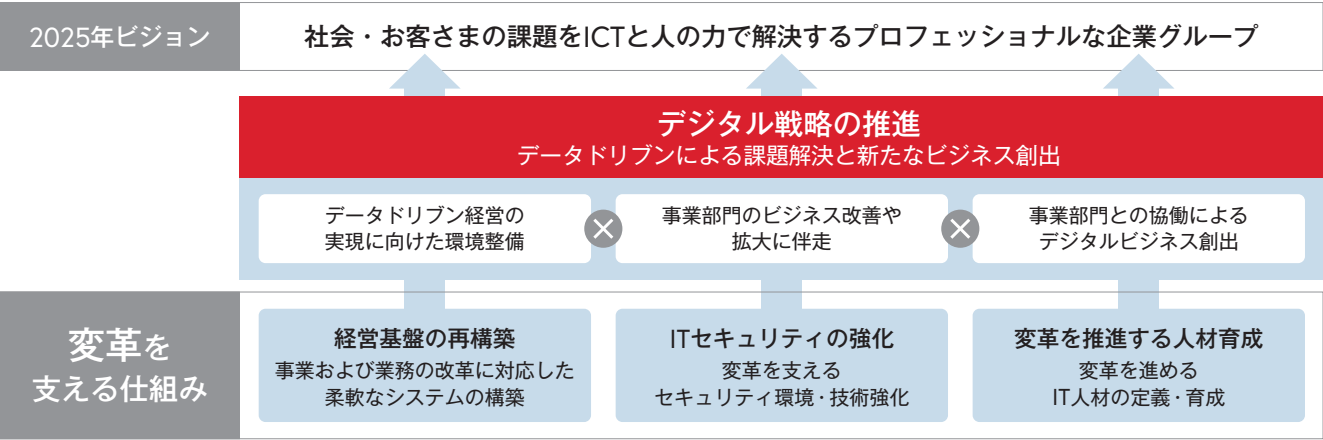 2025年ビジョン
社会・お客さまの課題をICTと人の力で解決するプロフェッショナルな企業グループ
デジタル戦略の推進
データドリブンによる課題解決と新たなビジネス創出
データドリブン経営の
実現に向けた環境整備
×
事業部門のビジネス改善や
拡大に伴走
×
事業部門との協働による
デジタルビジネス創出
変革を
支える仕組み
経営基盤の再構築
事業および業務の改革に対応した
柔軟なシステムの構築
ITセキュリティの強化
変革を支える
セキュリティ環境・技術強化
変革を推進する人材育成
変革を進める
IT人材の定義・育成